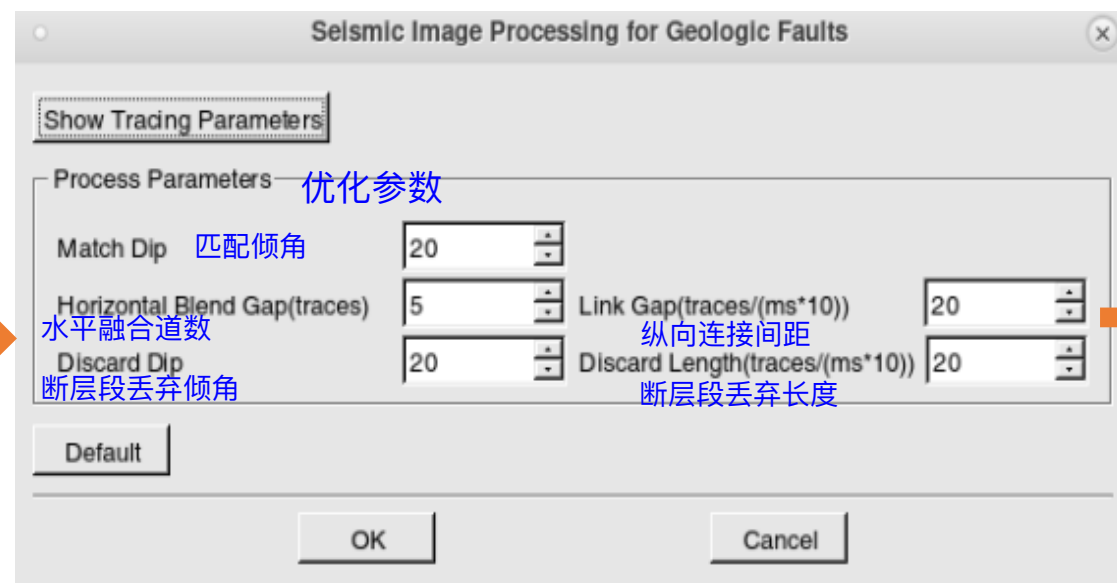 Seismic Image Processing for Geologic Faults
Show Tracing Parameters
Process Parameters 优化参数
Match Dip 匹配倾角 20
Horizontal Blend Gap(traces) 5 Link Gap(traces/(ms*10)) 20
水平融合道数 纵向连接间距
Discard Dip 20 Discard Length(traces/(ms*10)) 20
断层段丢弃倾角 断层段丢弃长度
Default
OK Cancel